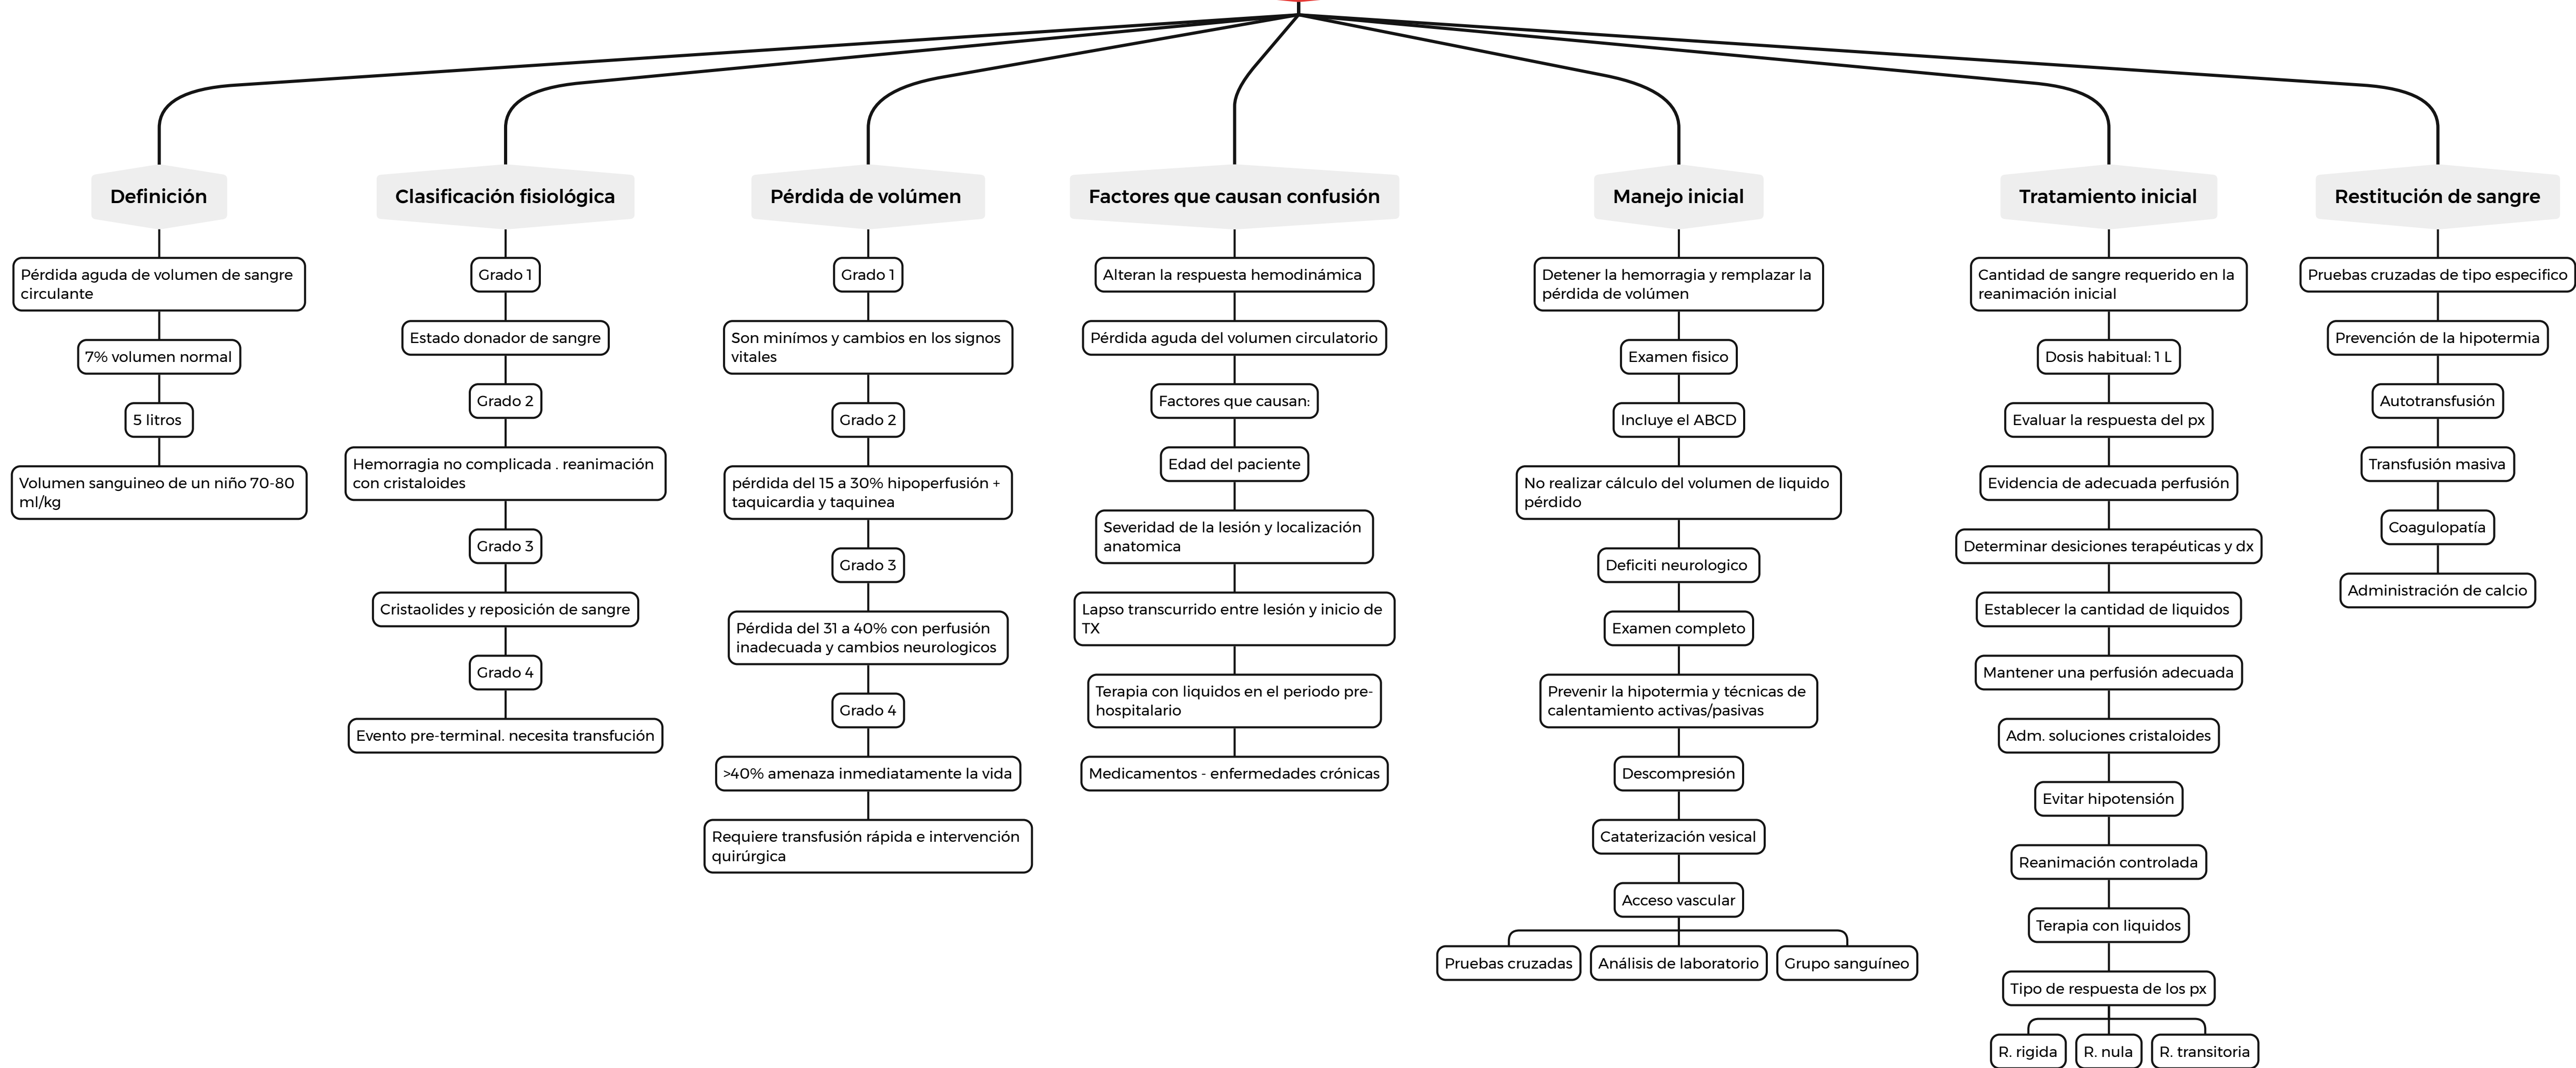 Definición
Pérdida aguda de volumen de sangre
circulante
7% volumen normal
5 litros
Volumen sanguineo de un niño 70-80
ml/kg
Clasificación fisiológica
Grado 1
Estado donador de sangre
Grado 2
Hemorragia no complicada . reanimación
con cristaloides
Grado 3
Cristaolides y reposición de sangre
Grado 4
Evento pre-terminal. necesita transfución
Pérdida de volúmen
Grado 1
Son minímos y cambios en los signos
vitales
Grado 2
pérdida del 15 a 30% hipoperfusión +
taquicardia y taquinea
Grado 3
Pérdida del 31 a 40% con perfusión
inadecuada y cambios neurologicos
Grado 4
>40% amenaza inmediatamente la vida
Requiere transfusión rápida e intervención
quirúrgica
Factores que causan confusión
Alteran la respuesta hemodinámica
Pérdida aguda del volumen circulatorio
Factores que causan:
Edad del paciente
Severidad de la lesión y localización
anatomica
Lapso transcurrido entre lesión y inicio de
TX
Terapia con liquidos en el periodo pre-
hospitalario
Medicamentos - enfermedades crónicas
Manejo inicial
Detener la hemorragia y remplazar la
pérdida de volúmen
Examen fisico
Incluye el ABCD
No realizar cálculo del volumen de liquido
pérdido
Deficiti neurologico
Examen completo
Prevenir la hipotermia y técnicas de
calentamiento activas/pasivas
Descompresión
Cataterización vesical
Acceso vascular
Pruebas cruzadas
Análisis de laboratorio
Grupo sanguíneo
Tratamiento inicial
Cantidad de sangre requerido en la
reanimación inicial
Dosis habitual: 1 L
Evaluar la respuesta del px
Evidencia de adecuada perfusión
Determinar desiciones terapéuticas y dx
Establecer la cantidad de liquidos
Mantener una perfusión adecuada
Adm. soluciones cristaloides
Evitar hipotensión
Reanimación controlada
Terapia con liquidos
Tipo de respuesta de los px
R. rigida
R. nula
R. transitoria
Restitución de sangre
Pruebas cruzadas de tipo especifico
Prevención de la hipotermia
Autotransfusión
Transfusión masiva
Coagulopatía
Administración de calcio